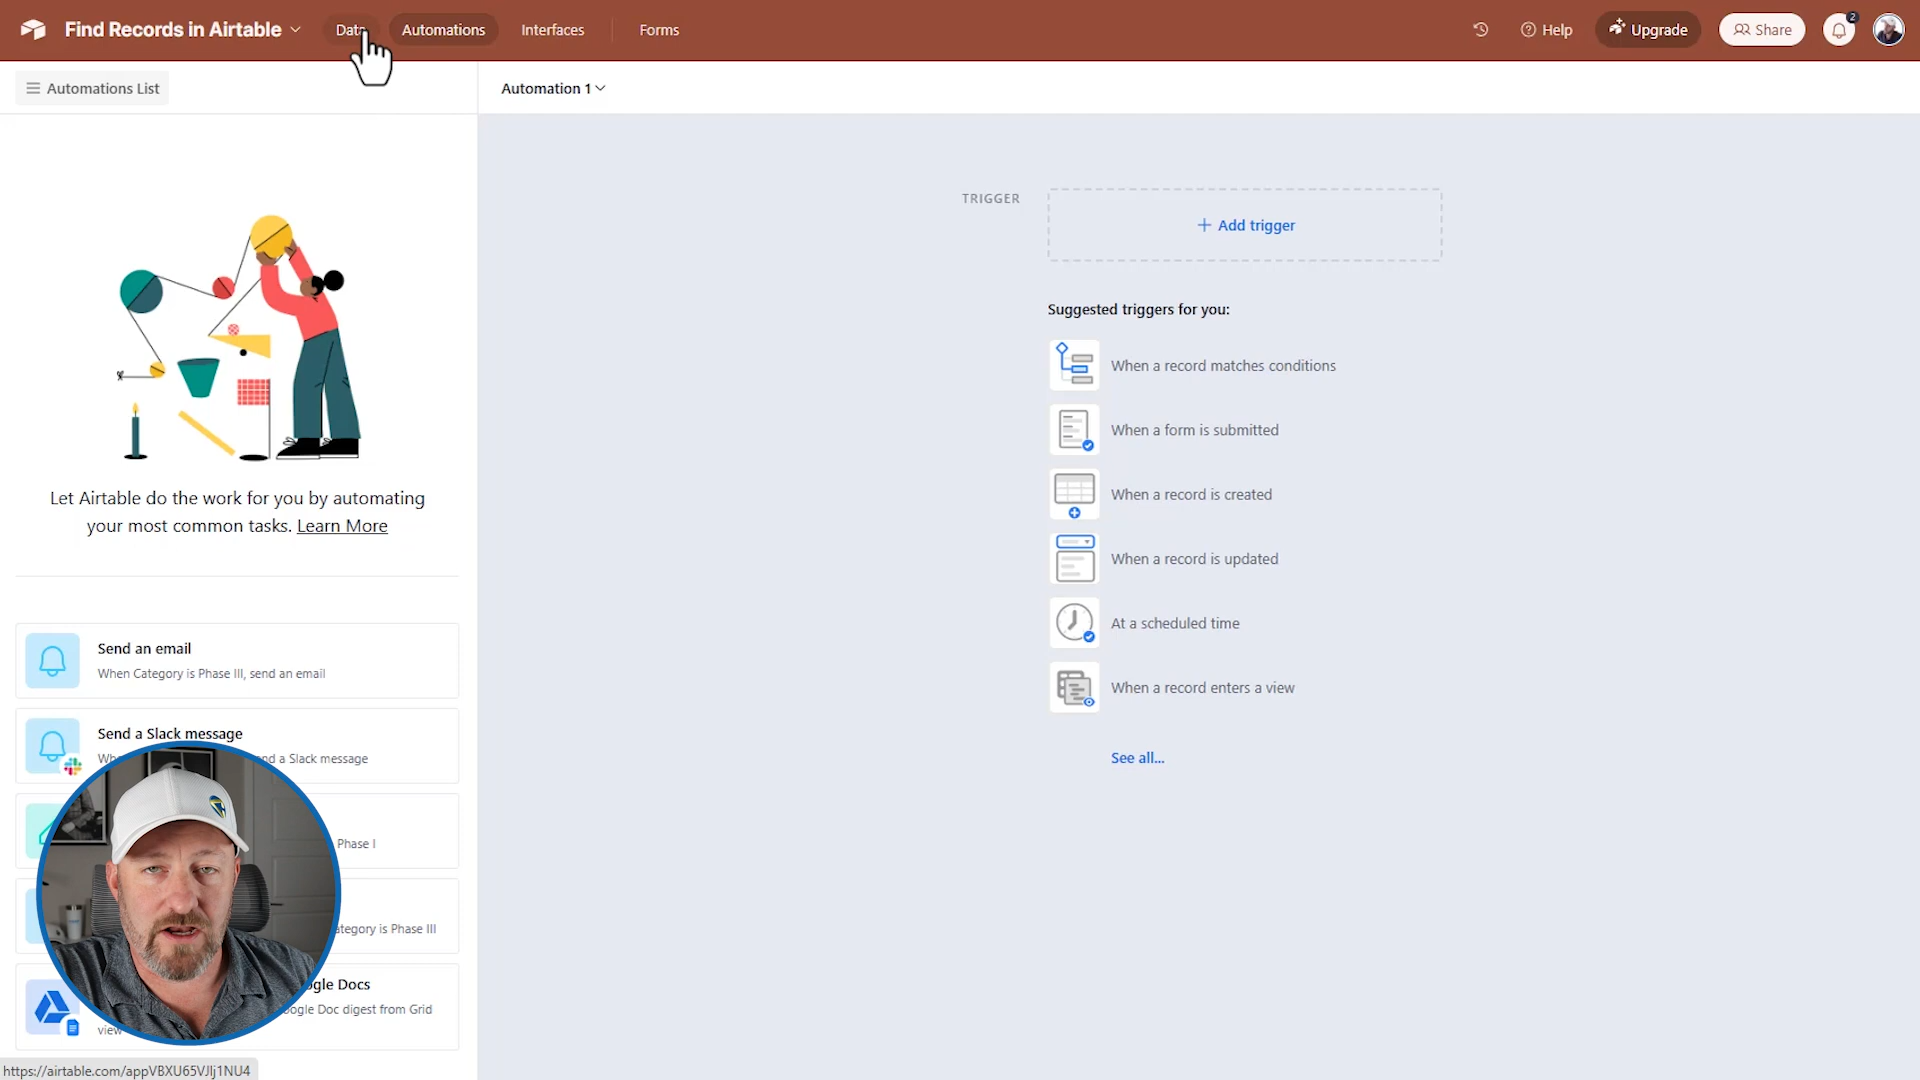 Find Records in Airtable
Data
Automations
Interfaces
Forms
Help
Upgrade
Share
2
Automations List
Automation 1
TRIGGER
+ Add trigger
Suggested triggers for you:
When a record matches conditions
When a form is submitted
When a record is created
When a record is updated
At a scheduled time
When a record enters a view
See all...
Let Airtable do the work for you by automating
your most common tasks. Learn More
Send an email
When Category is Phase III, send an email
Send a Slack message
nd a Slack message
Phase I
ategory is Phase III
ogle Docs
oogle Doc digest from Grid
view
https://airtable.com/appVBXU65VJlj1NU4